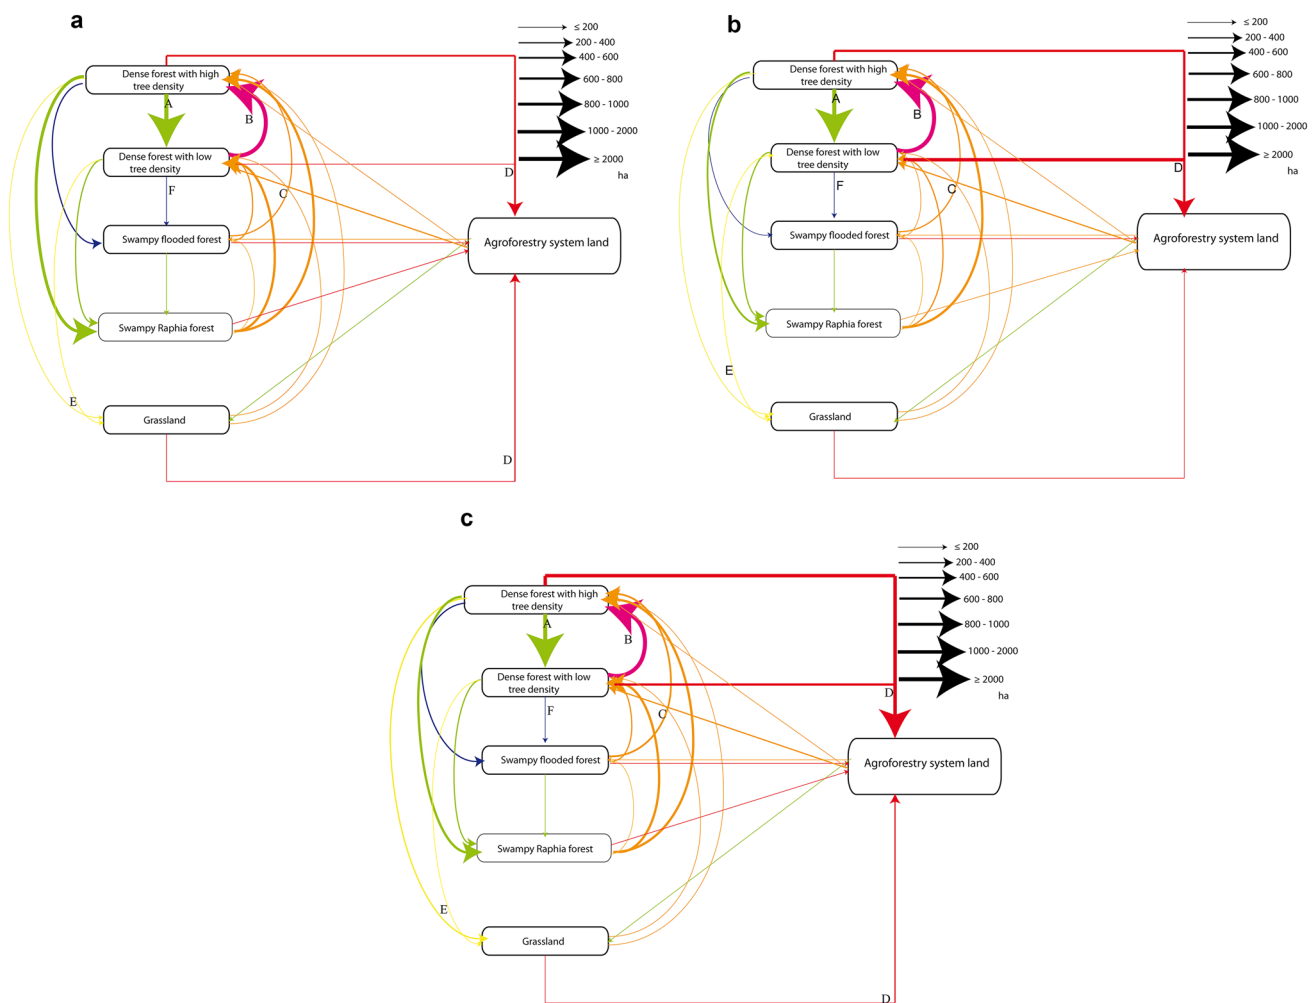 a
≤ 200
200 - 400
400 - 600
600 - 800
800 - 1000
1000 - 2000
≥ 2000
ha
Dense forest with high
tree density
A
B
Dense forest with low
tree density
D
F
C
Swampy flooded forest
Agroforestry system land
Swampy Raphia forest
E
Grassland
D
b
≤ 200
200 - 400
400 - 600
600 - 800
800 - 1000
1000 - 2000
≥ 2000
ha
Dense forest with high
tree density
A
B
Dense forest with low
tree density
D
F
C
Swampy flooded forest
Agroforestry system land
Swampy Raphia forest
E
Grassland
c
≤ 200
200 - 400
400 - 600
600 - 800
800 - 1000
1000 - 2000
≥ 2000
ha
Dense forest with high
tree density
A
B
Dense forest with low
tree density
D
F
C
Swampy flooded forest
Agroforestry system land
Swampy Raphia forest
E
Grassland
D